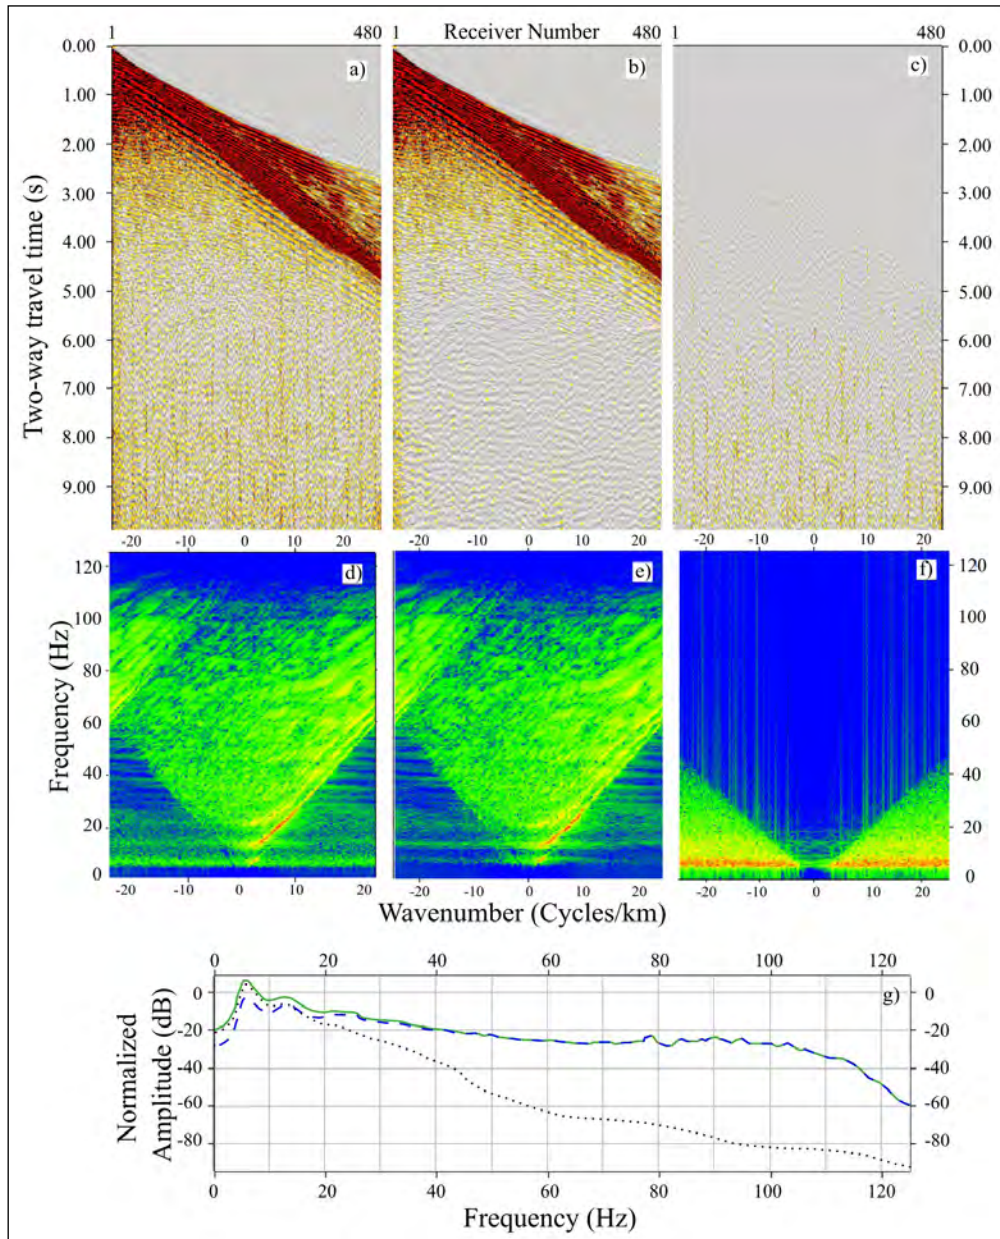 1 Receiver Number 480 1 480
0.00 a) b) c) 0.00
1.00 1.00
2.00 2.00
3.00 3.00
4.00 4.00
5.00 5.00
6.00 6.00
7.00 7.00
8.00 8.00
9.00 9.00
Two-way travel time (s)
-20 -10 0 10 20 -20 -10 0 10 20 -20 -10 0 10 20
120 d) e) f) 120
100 100
80 80
60 60
40 40
20 20
0 0
Frequency (Hz)
-20 -10 0 10 20 -20 -10 0 10 20 -20 -10 0 10 20
Wavenumber (Cycles/km)
0 20 40 60 80 100 120
0 g) 0
-20 -20
-40 -40
-60 -60
-80 -80
Normalized
Amplitude (dB)
0 20 40 60 80 100 120
Frequency (Hz)